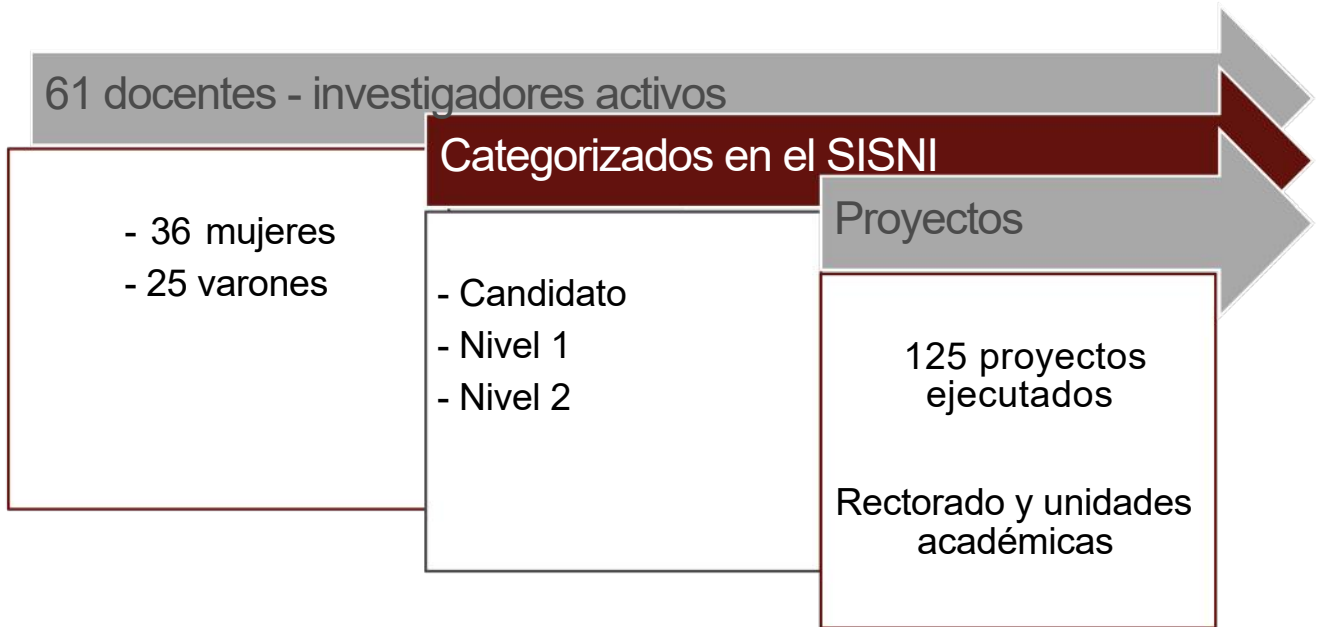 61 docentes - investigadores activos
- 36 mujeres
- 25 varones
Categorizados en el SISNI
- Candidato
- Nivel 1
- Nivel 2
Proyectos
125 proyectos
ejecutados
Rectorado y unidades
académicas